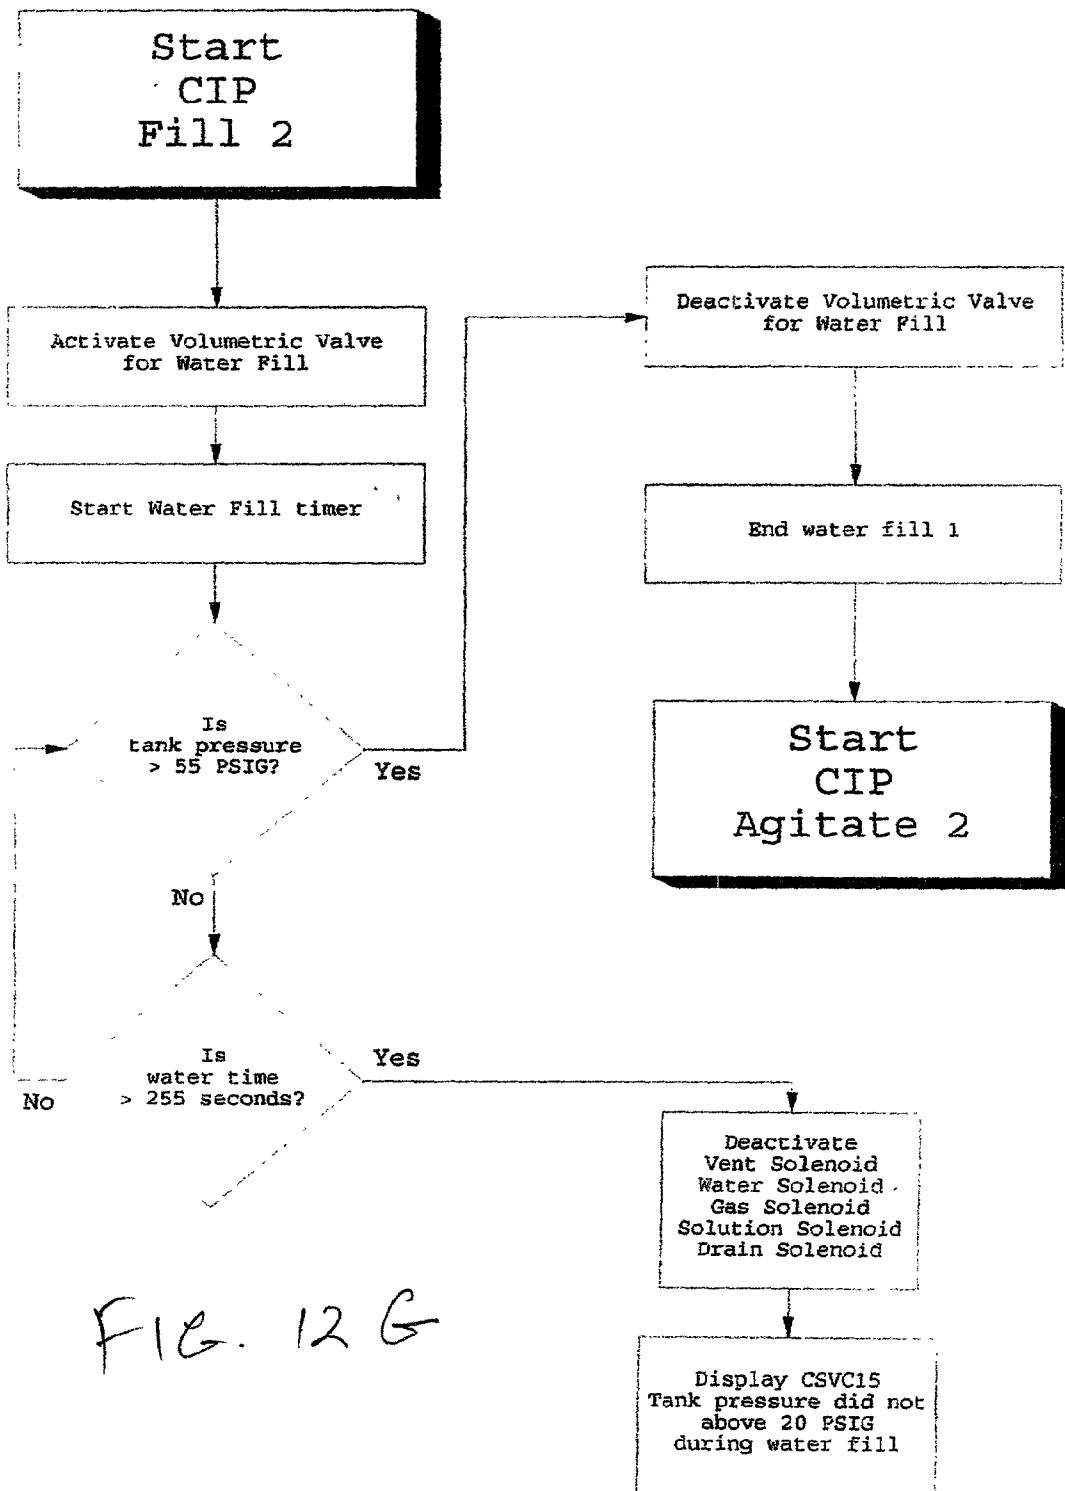 Start
CIP
Fill 2
Activate Volumetric Valve
for Water Fill
Start Water Fill timer
Is
tank pressure
> 55 PSIG?
Yes
No
Is
water time
> 255 seconds?
Yes
No
Deactivate Volumetric Valve
for Water Fill
End water fill 1
Start
CIP
Agitate 2
Deactivate
Vent Solenoid
Water Solenoid
Gas Solenoid
Solution Solenoid
Drain Solenoid
Display CSVC15
Tank pressure did not
above 20 PSIG
during water fill
FIG. 12 G